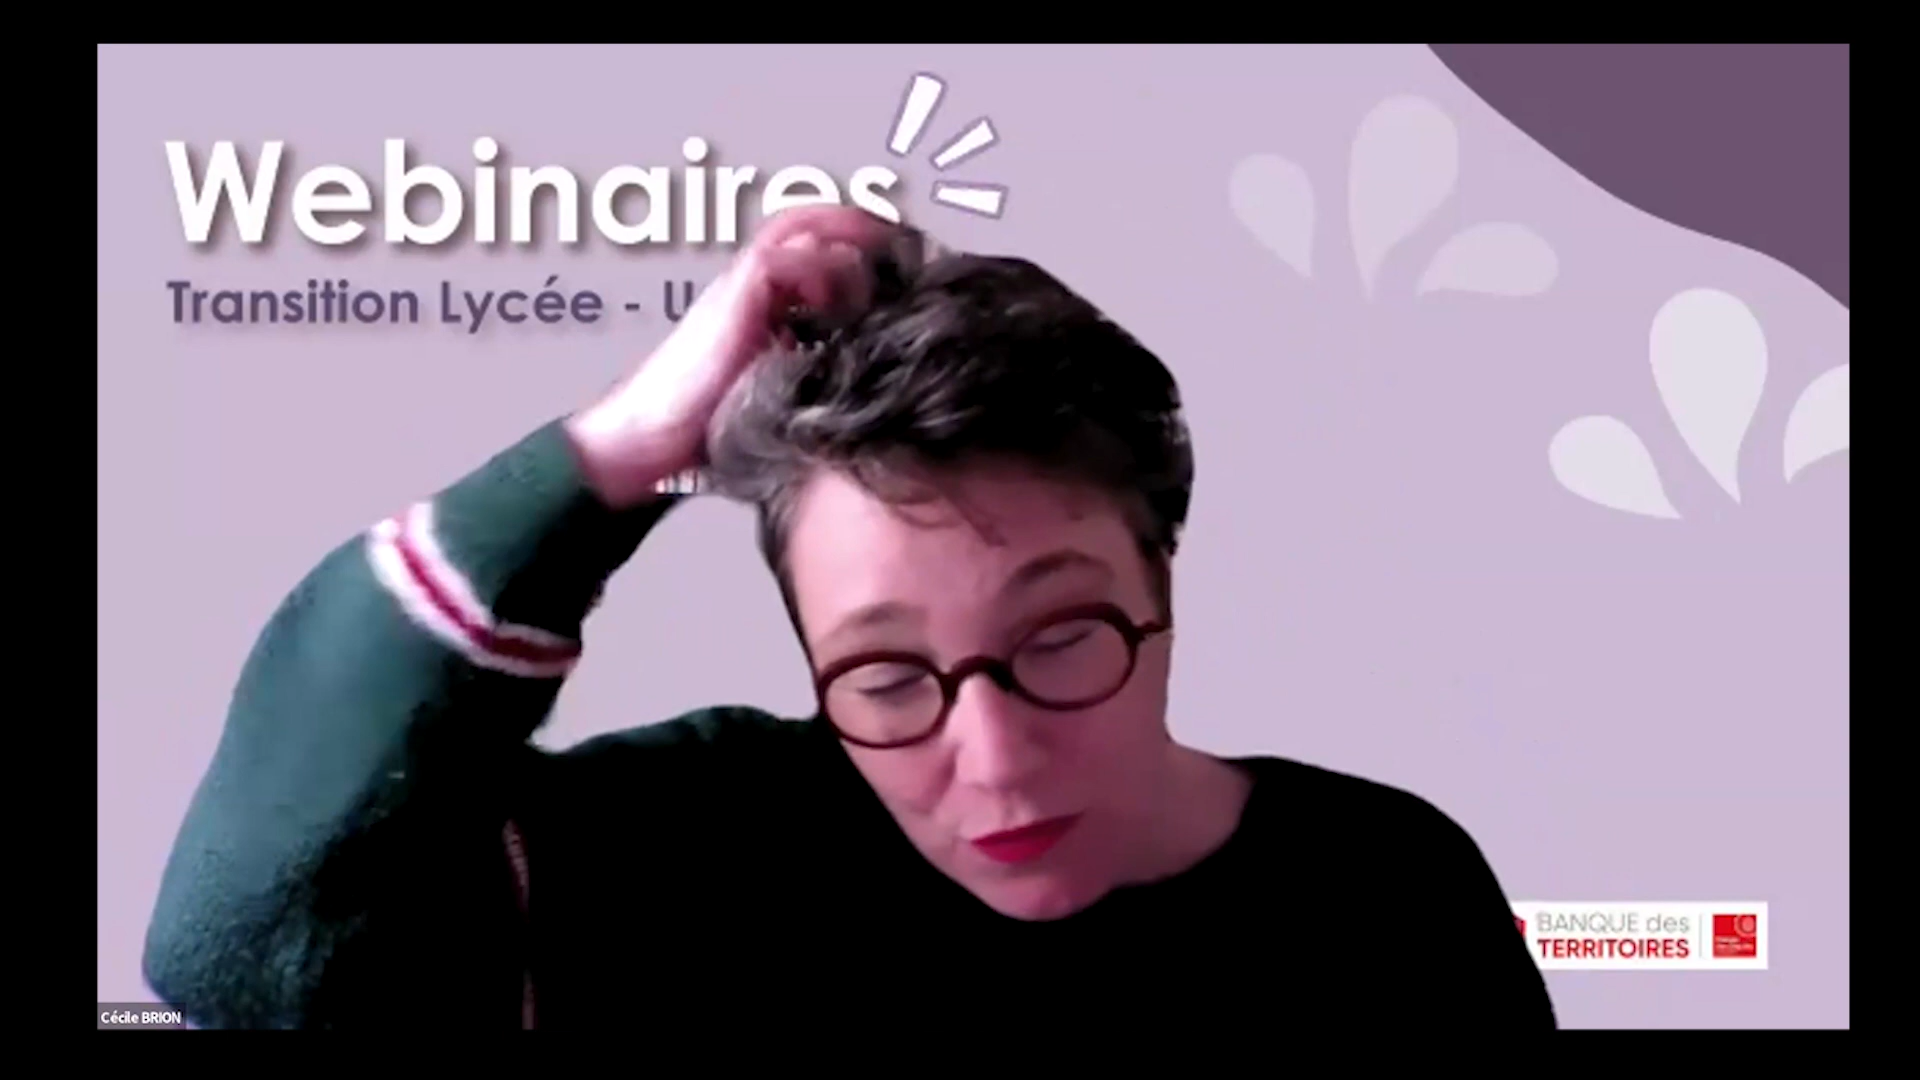 Webinaires
Transition Lycée - U
BANQUE des
TERRITOIRES
Cécile BRION